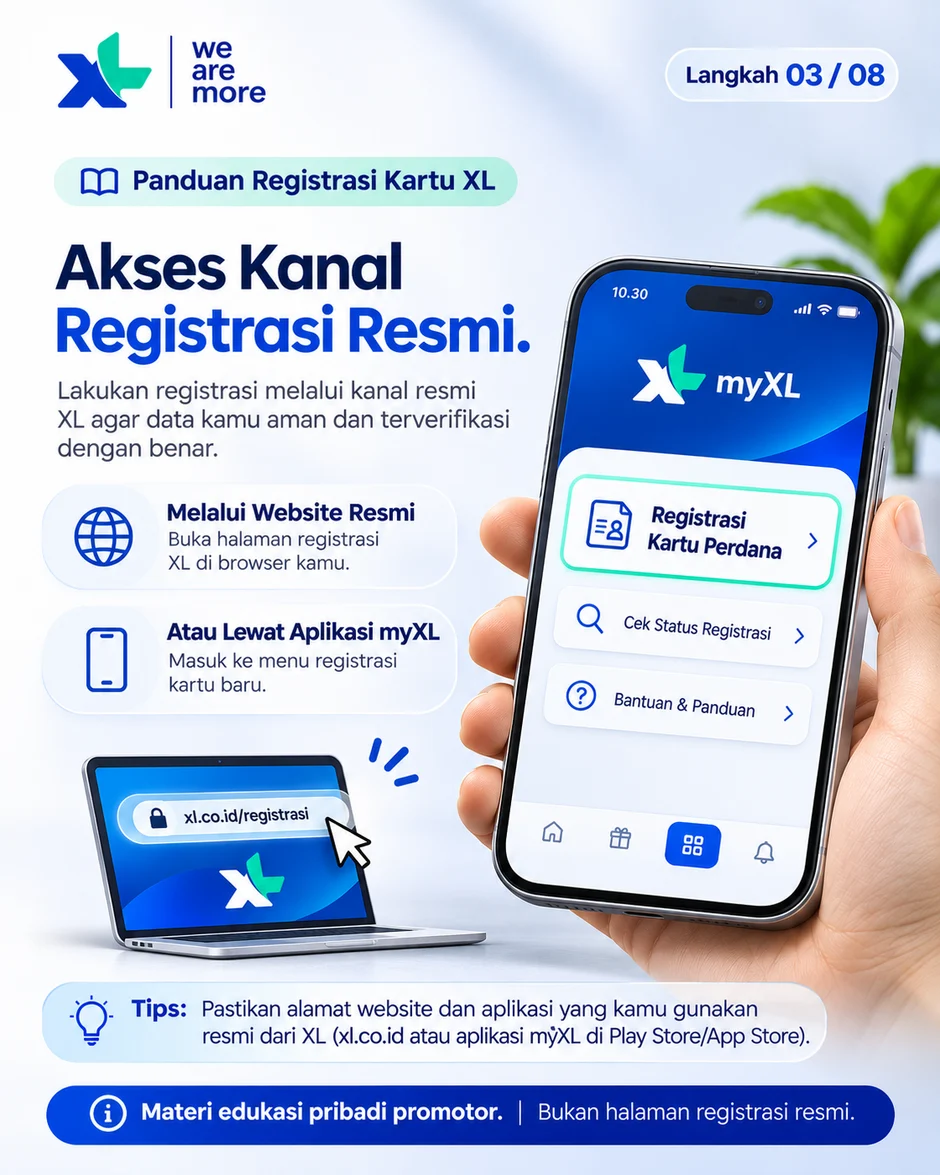 XL
we
are
more
Langkah 03 / 08
Panduan Registrasi Kartu XL
Akses Kanal
Registrasi Resmi.
Lakukan registrasi melalui kanal resmi
XL agar data kamu aman dan terverifikasi
dengan benar.
Melalui Website Resmi
Buka halaman registrasi
XL di browser kamu.
Atau Lewat Aplikasi myXL
Masuk ke menu registrasi
kartu baru.
10.30
XL myXL
Registrasi
Kartu Perdana
Cek Status Registrasi
Bantuan & Panduan
xl.co.id/registrasi
XL
Tips: Pastikan alamat website dan aplikasi yang kamu gunakan
resmi dari XL (xl.co.id atau aplikasi myXL di Play Store/App Store).
Materi edukasi pribadi promotor. | Bukan halaman registrasi resmi.